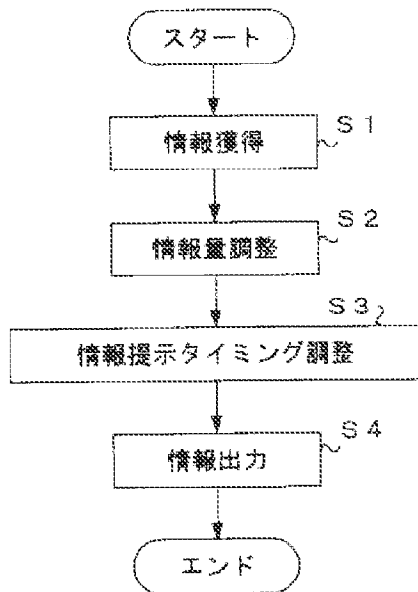 スタート
S1
情報獲得
S2
情報量調整
S3
情報提示タイミング調整
S4
情報出力
エンド